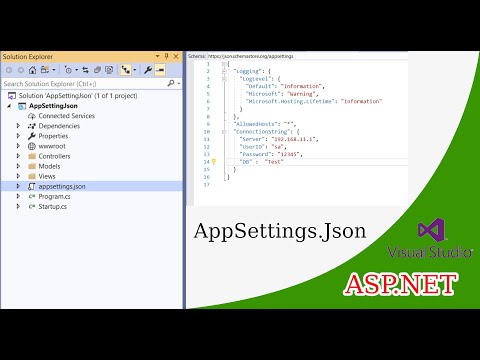 Solution Explorer
Search Solution Explorer (Ctrl+;)
Solution 'AppSettingJson' (1 of 1 project)
AppSettingJson
Connected Services
Dependencies
Properties
wwwroot
Controllers
Models
Views
appsettings.json
Program.cs
Startup.cs
Schema: https://json.schemastore.org/appsettings
1 {
2 "Logging": {
3 "LogLevel": {
4 "Default": "Information",
5 "Microsoft": "Warning",
6 "Microsoft.Hosting.Lifetime": "Information"
7 }
8 },
9 "AllowedHosts": "*",
10 "ConnectionString": {
11 "Server": "192.168.11.1",
12 "UserID": "sa",
13 "Password": "12345",
14 "DB" : "Test"
15 }
16 }
AppSettings.Json
Visual Studio
ASP.NET